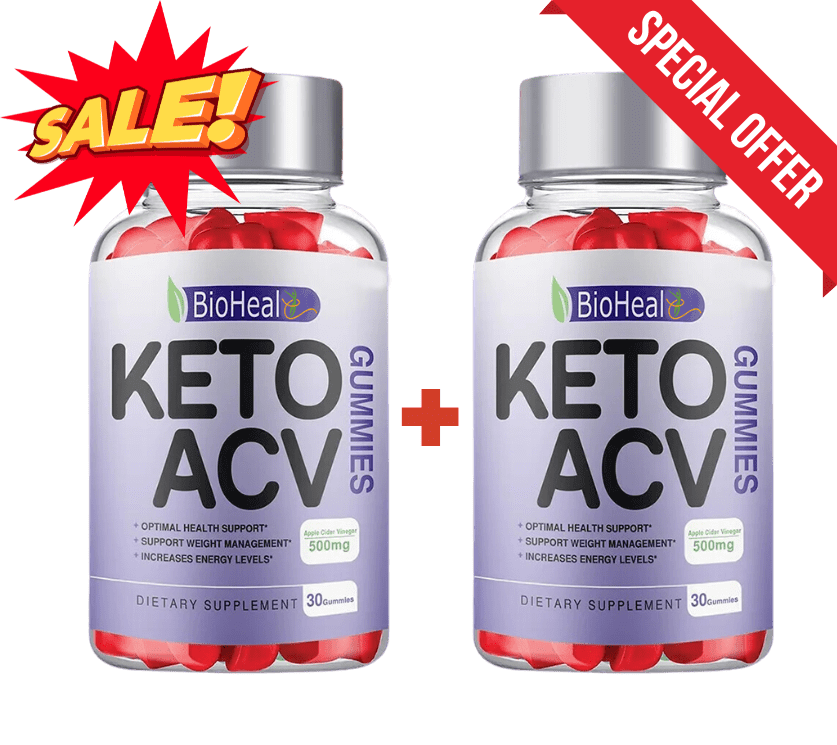 SALE!
SPECIAL OFFER
BioHeal
KETO
ACV
GUMMIES
+ OPTIMAL HEALTH SUPPORT*
+ SUPPORT WEIGHT MANAGEMENT*
+ INCREASES ENERGY LEVELS*
Apple Cider Vinegar
500mg
DIETARY SUPPLEMENT
30Gummies
+
BioHeal
KETO
ACV
GUMMIES
+ OPTIMAL HEALTH SUPPORT*
+ SUPPORT WEIGHT MANAGEMENT*
+ INCREASES ENERGY LEVELS*
Apple Cider Vinegar
500mg
DIETARY SUPPLEMENT
30Gummies